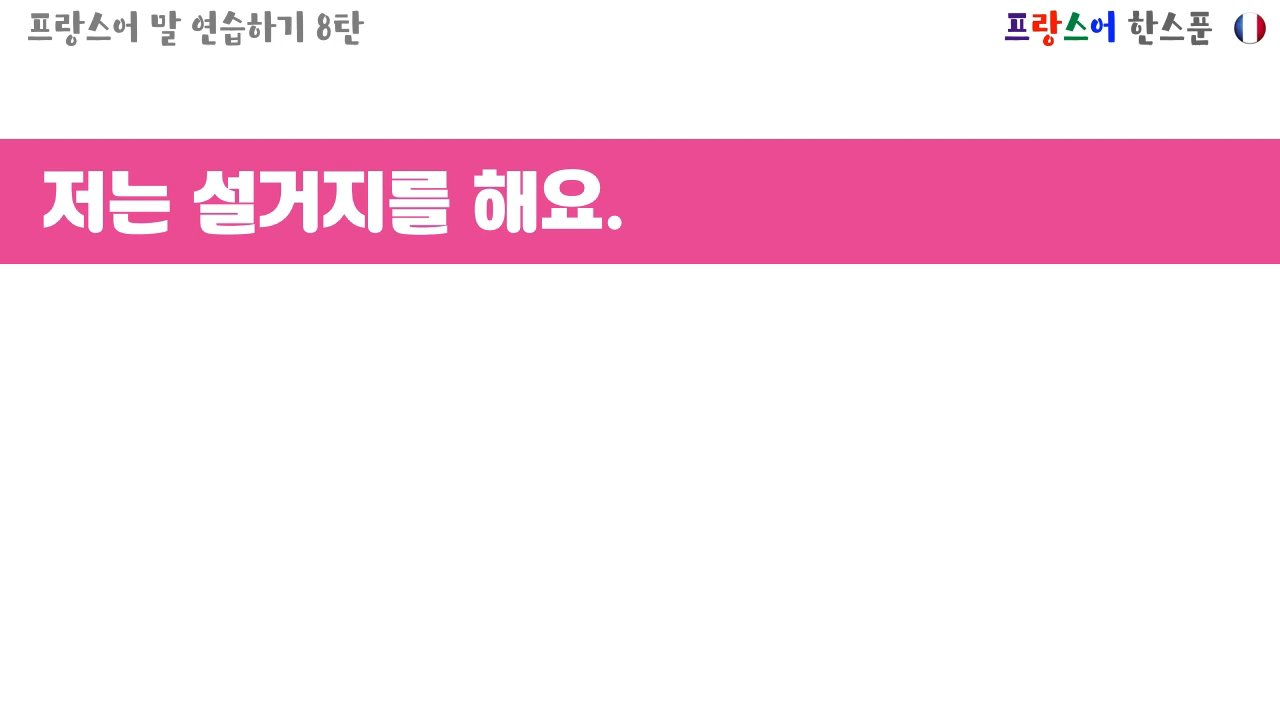 프랑스어 말 연습하기 8탄
프랑스어 한스푼
저는 설거지를 해요.